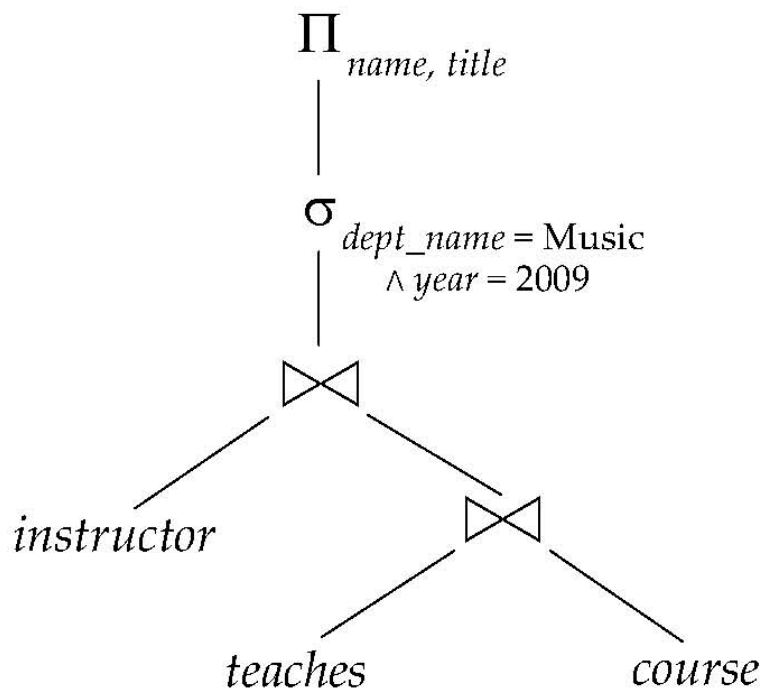 Π name, title
σ dept_name = Music
∧ year = 2009
⋈
instructor
⋈
teaches course